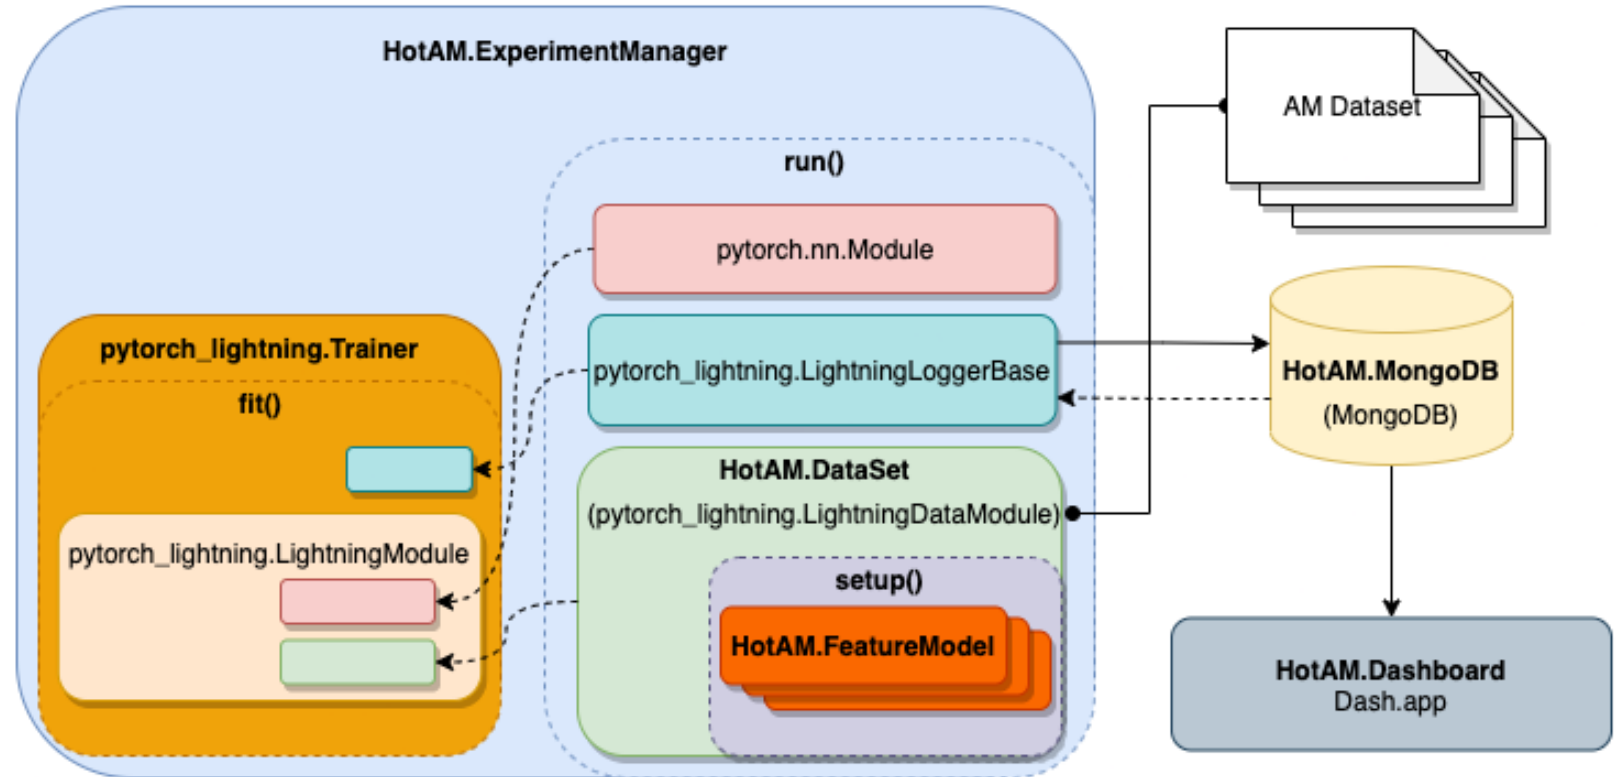 HotAM.ExperimentManager
AM Dataset
run()
pytorch.nn.Module
pytorch_lightning.Trainer
fit()
pytorch_lightning.LightningLoggerBase
HotAM.MongoDB
(MongoDB)
HotAM.DataSet
(pytorch_lightning.LightningDataModule)
pytorch_lightning.LightningModule
setup()
HotAM.FeatureModel
HotAM.Dashboard
Dash.app